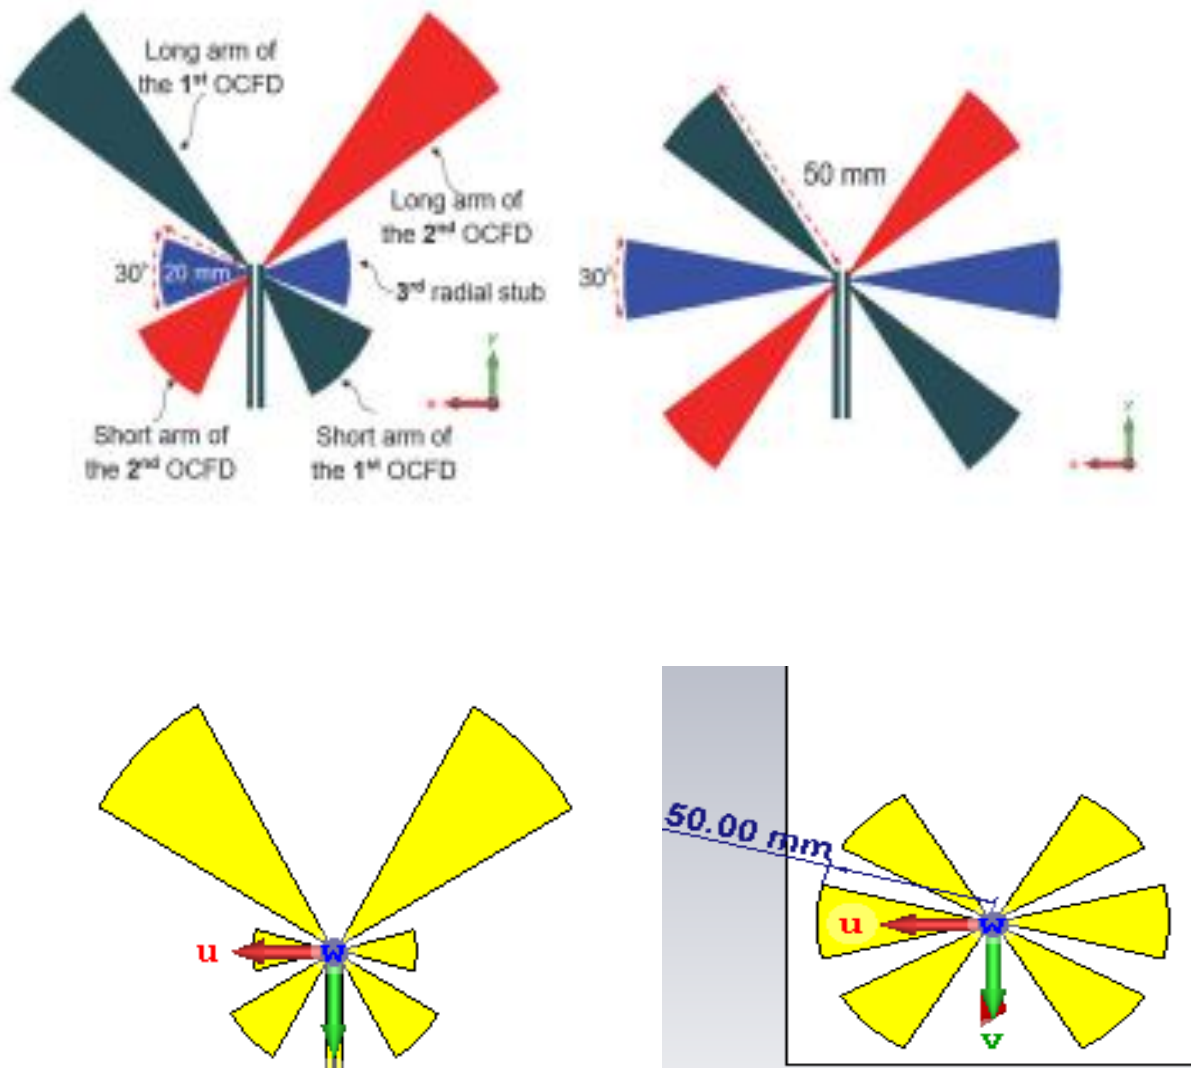 Long arm of
the 1st OCFD
Long arm of
the 2nd OCFD
30°
20 mm
3rd radial stub
Short arm of
the 2nd OCFD
Short arm of
the 1st OCFD
50 mm
30°
u
w
50.00 mm
u
w
v